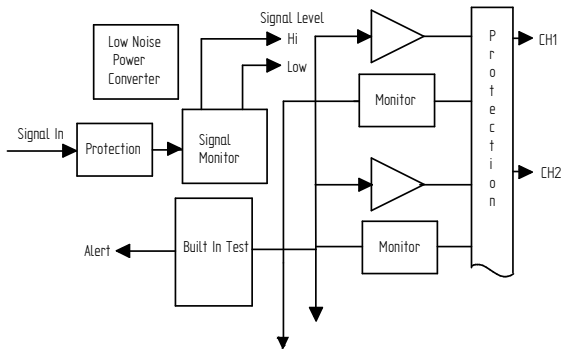 Signal Level
Hi
Low
Low Noise
Power
Converter
Signal In
Protection
Signal
Monitor
Monitor
Protection
CH1
CH2
Alert
Built In Test
Monitor